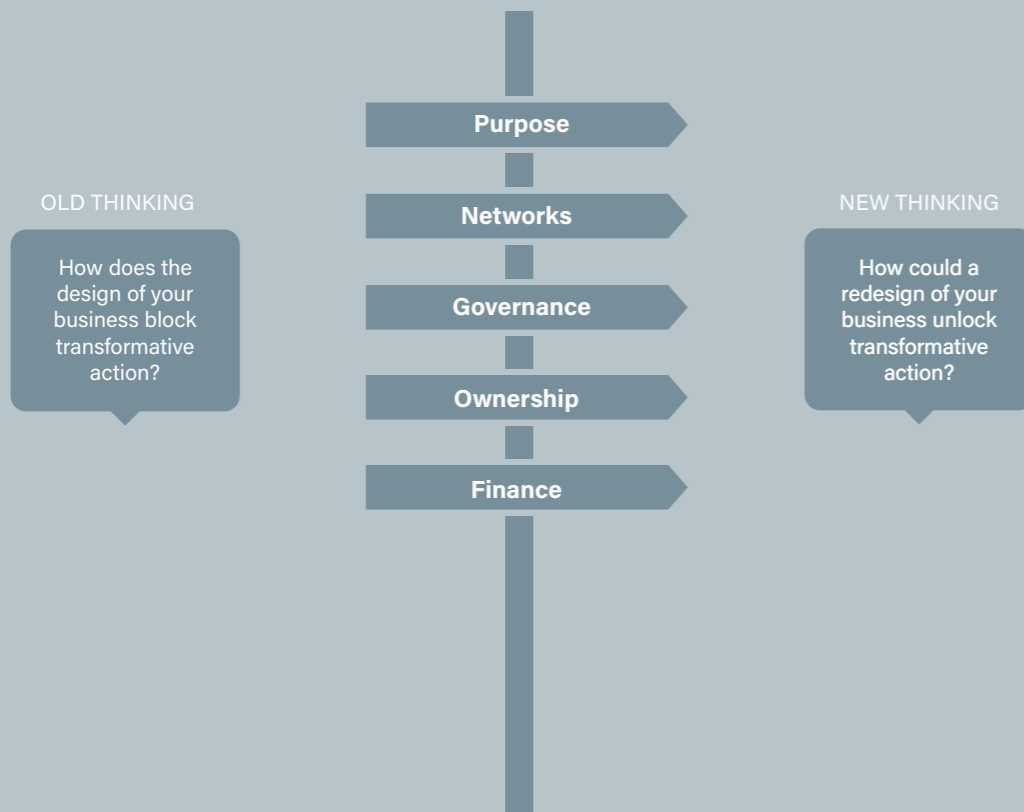 Purpose
Networks
Governance
Ownership
Finance
OLD THINKING
How does the
design of your
business block
transformative
action?
NEW THINKING
How could a
redesign of your
business unlock
transformative
action?